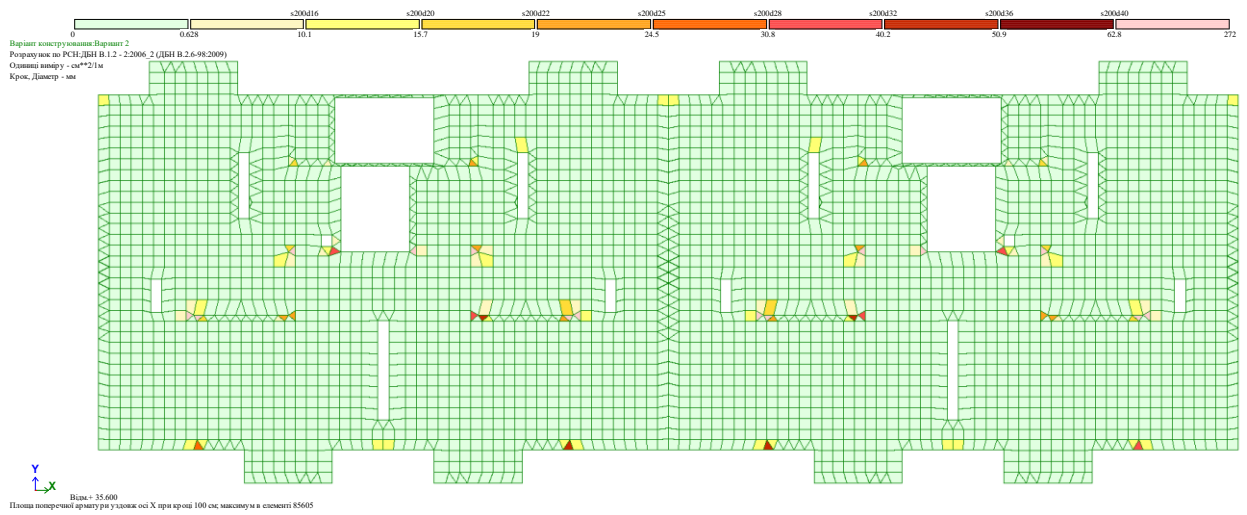 s200d16 s200d20 s200d22 s200d25 s200d28 s200d32 s200d36 s200d40
0 0.628 10.1 15.7 19 24.5 30.8 40.2 50.9 62.8 272
Варіант конструювання:Вариант 2
Розрахунок по РСН:ДБН В.1.2 - 2:2006_2 (ДБН В.2.6-98:2009)
Одиниці виміру - см**2/1м
Крок, Діаметр - мм
Y
X
Відм.+ 35.600
Площа поперечної арматури уздовж осі X при кроці 100 см; максимум в елементі 85605